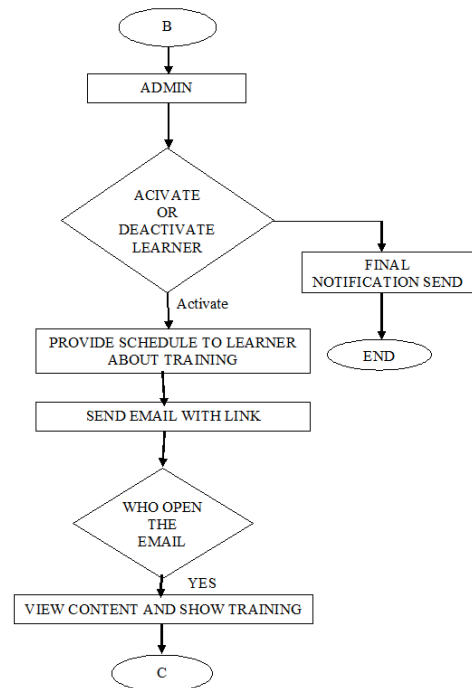 B
ADMIN
ACIVATE
OR
DEACTIVATE
LEARNER
FINAL
NOTIFICATION SEND
END
Activate
PROVIDE SCHEDULE TO LEARNER
ABOUT TRAINING
SEND EMAIL WITH LINK
WHO OPEN
THE
EMAIL
YES
VIEW CONTENT AND SHOW TRAINING
C